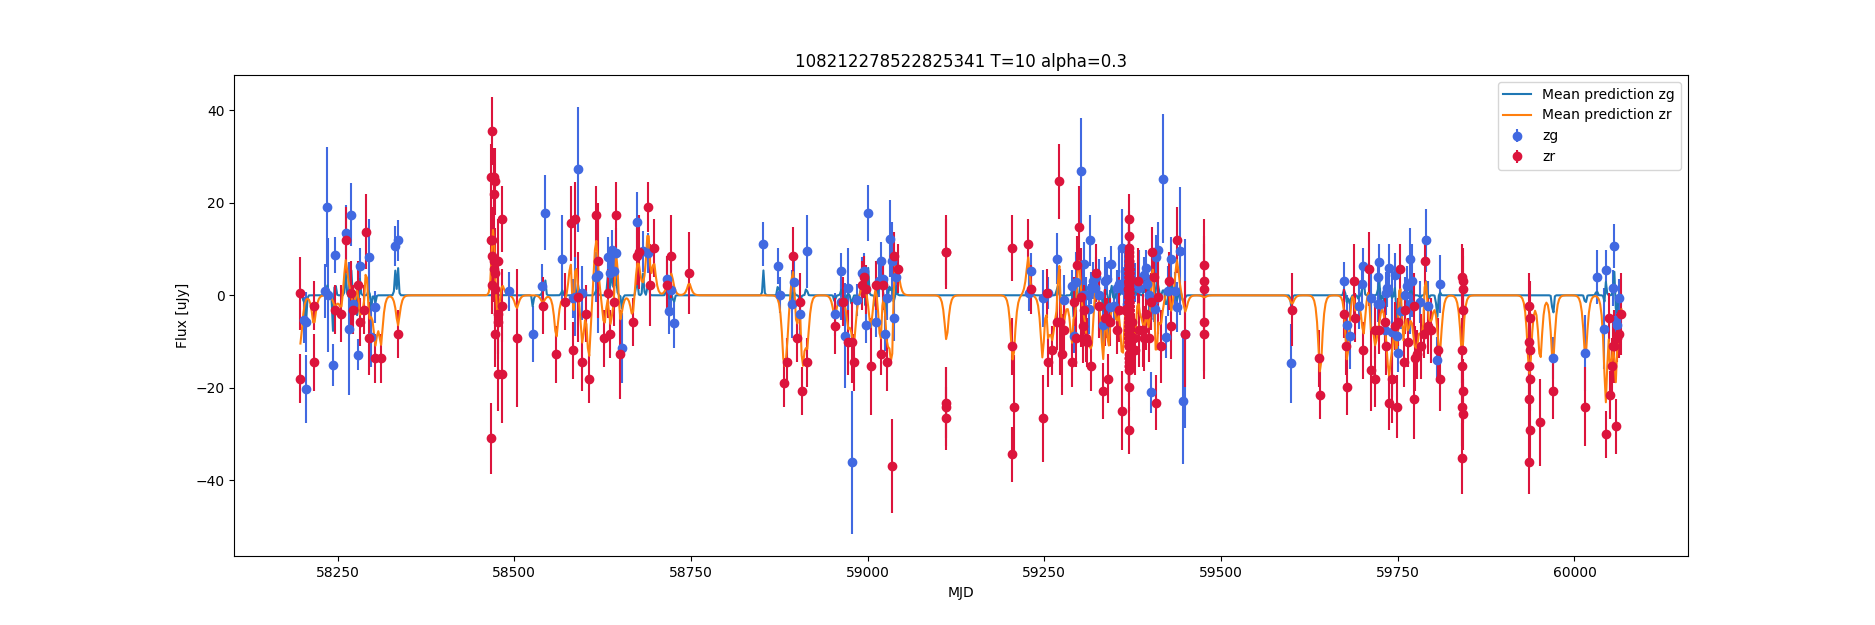 108212278522825341 T=10 alpha=0.3
Mean prediction zg
Mean prediction zr
zg
zr
Flux [uJy]
40
20
0
−20
−40
58250 58500 58750 59000 59250 59500 59750 60000
MJD